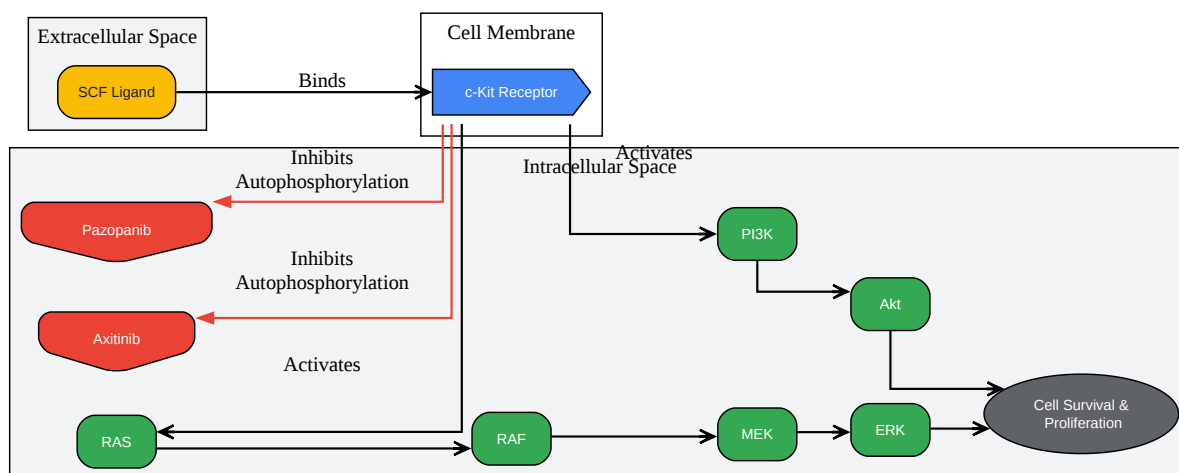 Extracellular Space
SCF Ligand
Binds
Cell Membrane
c-Kit Receptor
Activates
Intracellular Space
Inhibits
Autophosphorylation
Pazopanib
PI3K
Inhibits
Autophosphorylation
Akt
Axitinib
Activates
RAS
RAF
MEK
ERK
Cell Survival &
Proliferation